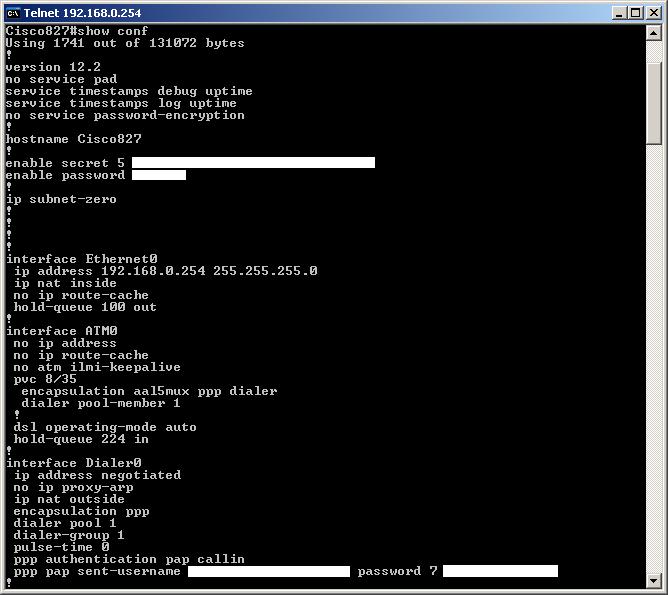 Telnet 192.168.0.254
Cisco827#show conf
Using 1741 out of 131072 bytes
!
version 12.2
no service pad
service timestamps debug uptime
service timestamps log uptime
no service password-encryption
!
hostname Cisco827
!
enable secret 5
enable password
!
ip subnet-zero
!
!
!
!
interface Ethernet0
 ip address 192.168.0.254 255.255.255.0
 ip nat inside
 no ip route-cache
 hold-queue 100 out
!
interface ATM0
 no ip address
 no ip route-cache
 no atm ilmi-keepalive
 pvc 8/35
  encapsulation aal5mux ppp dialer
  dialer pool-member 1
 !
 dsl operating-mode auto
 hold-queue 224 in
!
interface Dialer0
 ip address negotiated
 no ip proxy-arp
 ip nat outside
 encapsulation ppp
 dialer pool 1
 dialer-group 1
 pulse-time 0
 ppp authentication pap callin
 ppp pap sent-username password 7
!